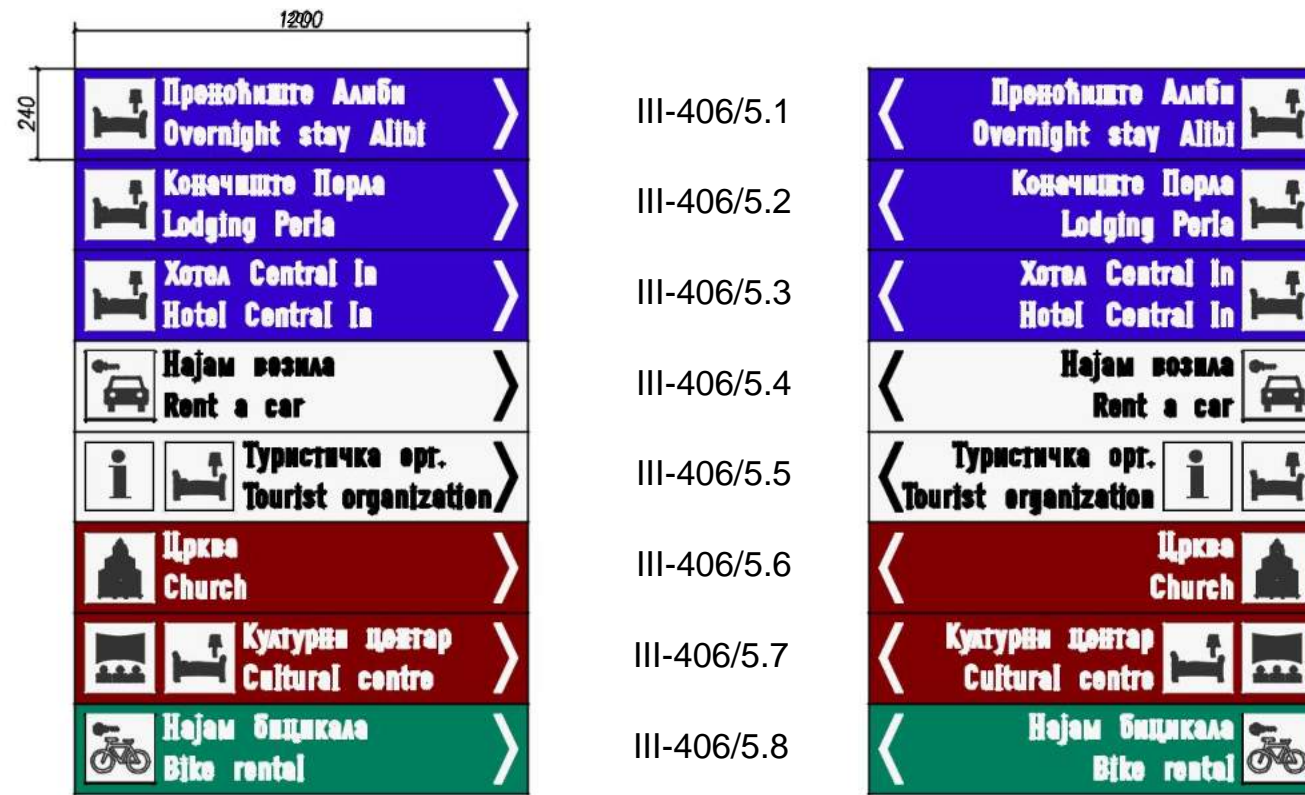 1200
240
Преноћиште Алиби
Overnight stay Alibi
III-406/5.1
Преноћиште Алиби
Overnight stay Alibi
Коначиште Перла
Lodging Perla
III-406/5.2
Коначиште Перла
Lodging Perla
Хотел Central In
Hotel Central In
III-406/5.3
Хотел Central In
Hotel Central In
Најам возила
Rent a car
III-406/5.4
Најам возила
Rent a car
Туристичка орг.
Tourist organization
III-406/5.5
Туристичка орг.
Tourist organization
Црква
Church
III-406/5.6
Црква
Church
Културни центар
Cultural centre
III-406/5.7
Културни центар
Cultural centre
Најам бицикала
Bike rental
III-406/5.8
Најам бицикала
Bike rental